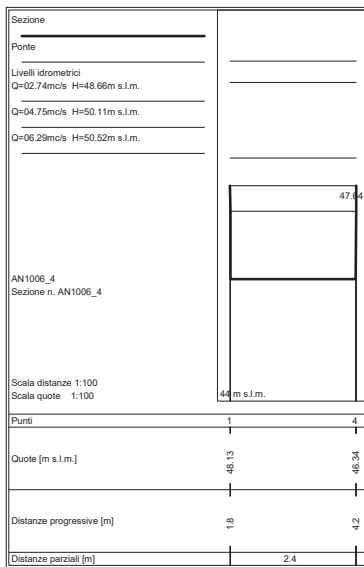 Sezione
Ponte
Livelli idrometrici
Q=02.74mc/s H=48.66m s.l.m.
Q=04.75mc/s H=50.11m s.l.m.
Q=06.29mc/s H=50.52m s.l.m.
47.64
AN1006_4
Sezione n. AN1006_4
Scala distanze 1:100
Scala quote 1:100
44 m s.l.m.
Punti 1 4
Quote [m s.l.m.] 48.13 46.34
Distanze progressive [m] 1.8 4.2
Distanze parziali [m] 2.4